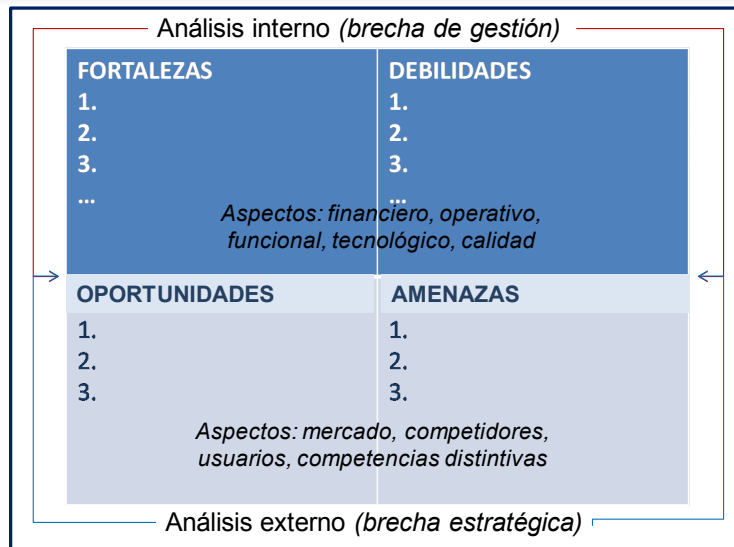 Análisis interno (brecha de gestión)
FORTALEZAS
1.
2.
3.
...
DEBILIDADES
1.
2.
3.
...
Aspectos: financiero, operativo,
funcional, tecnológico, calidad
OPORTUNIDADES
1.
2.
3.
AMENAZAS
1.
2.
3.
Aspectos: mercado, competidores,
usuarios, competencias distintivas
Análisis externo (brecha estratégica)